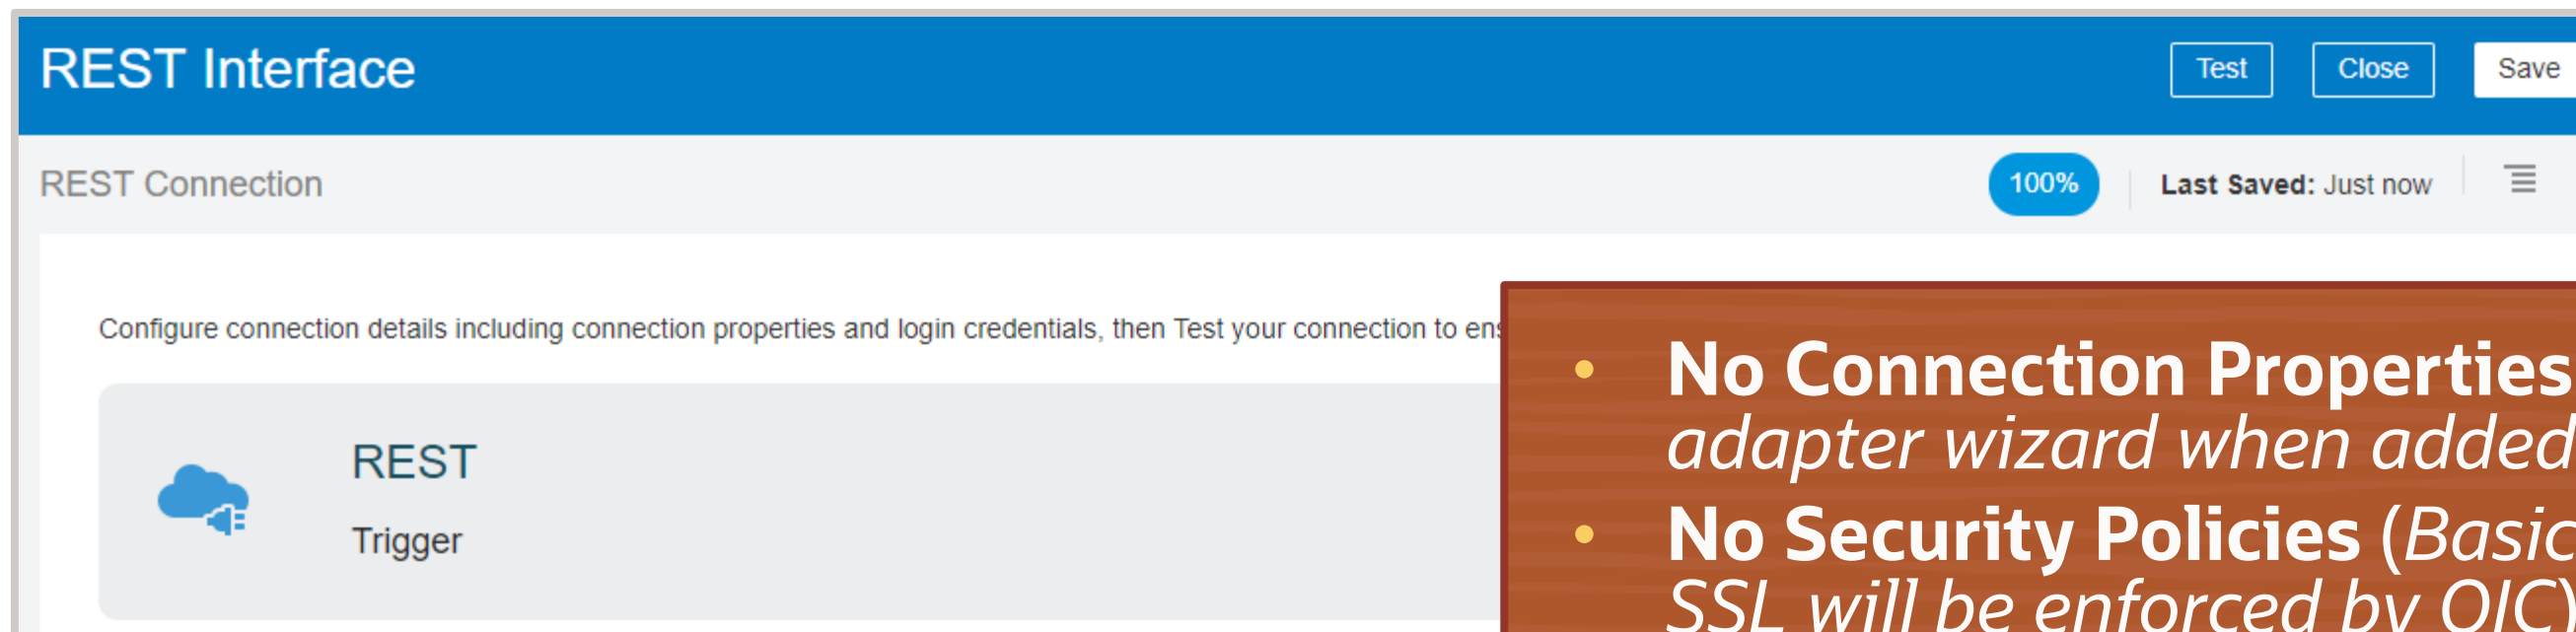 REST Interface
Test
Close
Save
REST Connection
100%
Last Saved: Just now
Configure connection details including connection properties and login credentials, then Test your connection to
REST
Trigger
• No Connection Properties
adapter wizard when added
• No Security Policies (Basic
SSL will be enforced by OIC)